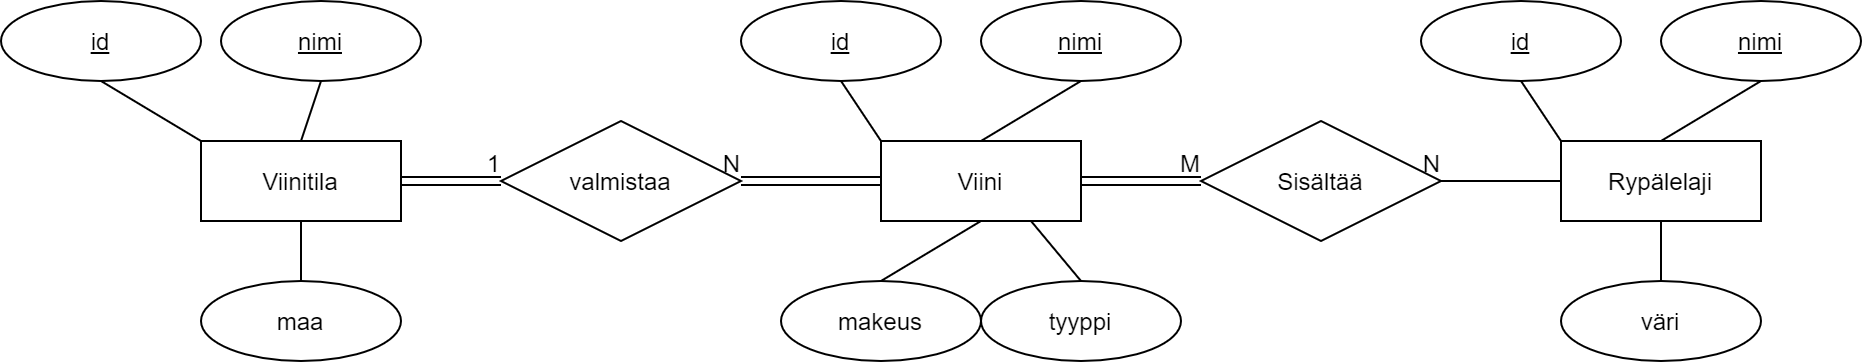 id
nimi
id
nimi
id
nimi
Viinitila
1
valmistaa
N
Viini
M
Sisältää
N
Rypälelaji
maa
makeus
tyyppi
väri